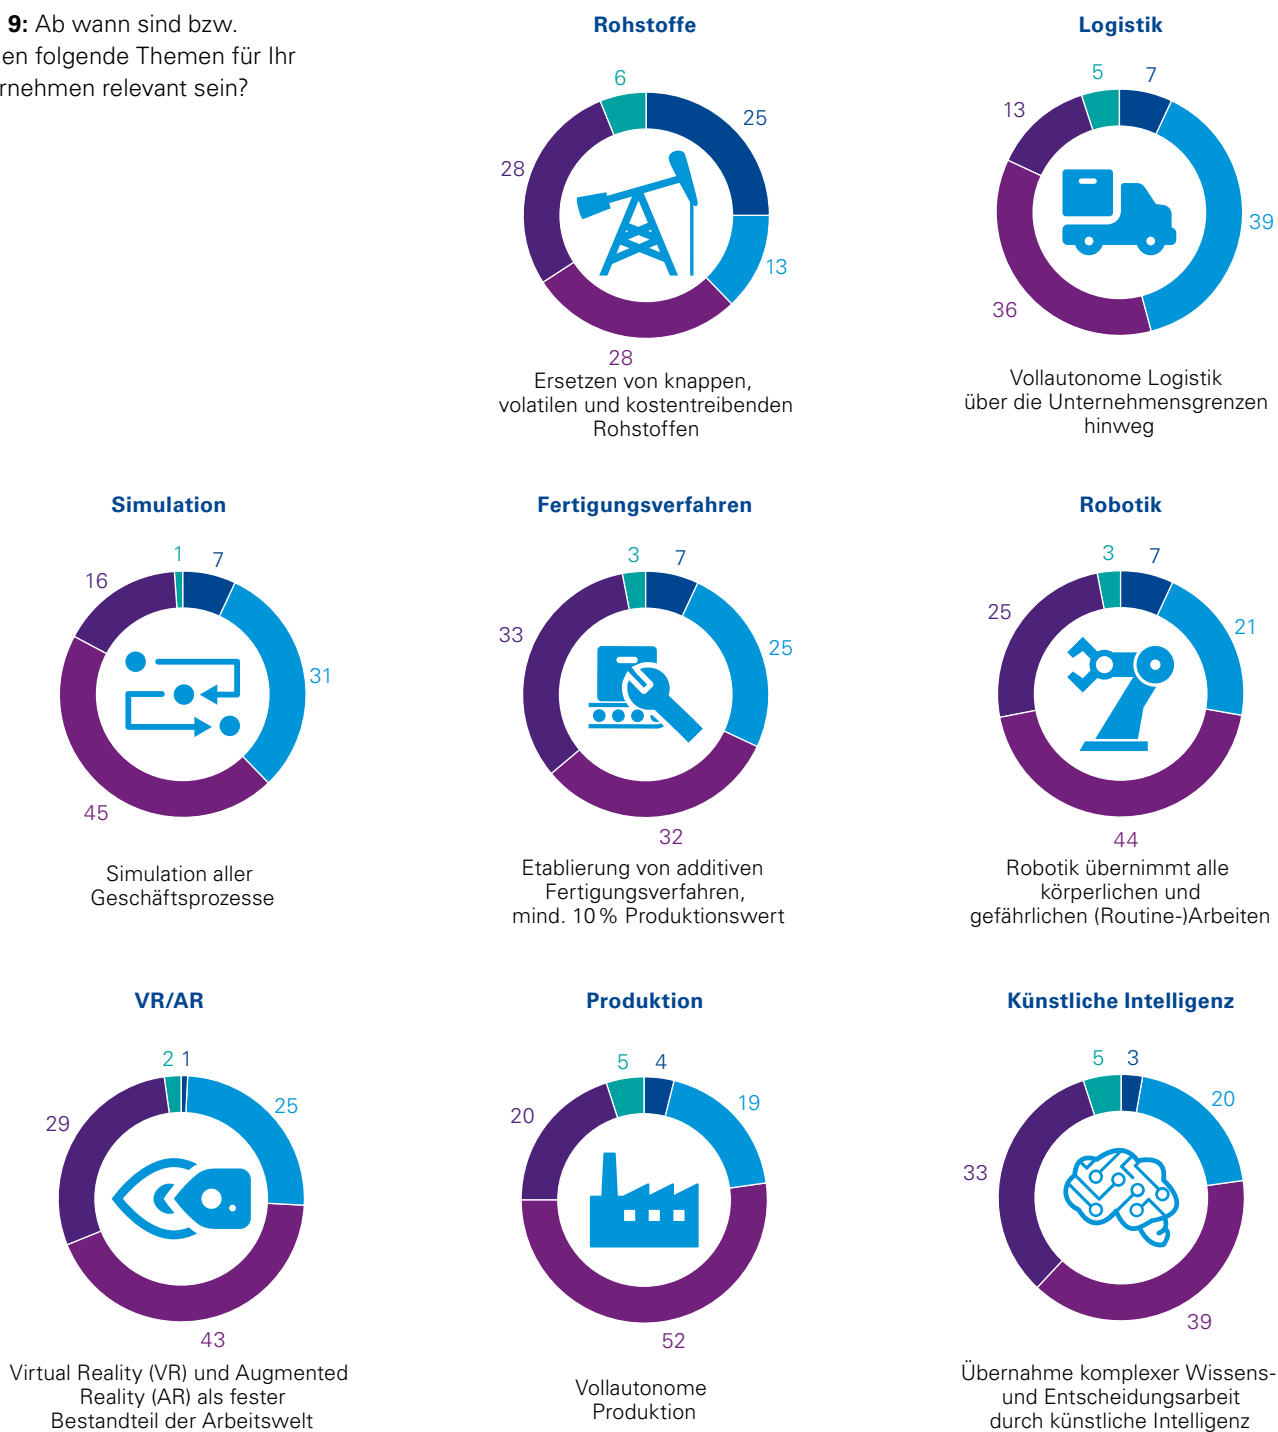 9: Ab wann sind bzw.
en folgende Themen für Ihr
rnehmen relevant sein?
Rohstoffe
6
25
28
13
28
Ersetzen von knappen,
volatilen und kostentreibenden
Rohstoffen
Logistik
5
7
13
39
36
Vollautonome Logistik
über die Unternehmensgrenzen
hinweg
Simulation
1
7
16
31
45
Simulation aller
Geschäftsprozesse
Fertigungsverfahren
3
7
33
25
32
Etablierung von additiven
Fertigungsverfahren,
mind. 10 % Produktionswert
Robotik
3
7
25
21
44
Robotik übernimmt alle
körperlichen und
gefährlichen (Routine-)Arbeiten
VR/AR
2
1
25
29
43
Virtual Reality (VR) und Augmented
Reality (AR) als fester
Bestandteil der Arbeitswelt
Produktion
5
4
20
19
52
Vollautonome
Produktion
Künstliche Intelligenz
5
3
20
33
39
Übernahme komplexer Wissens-
und Entscheidungsarbeit
durch künstliche Intelligenz